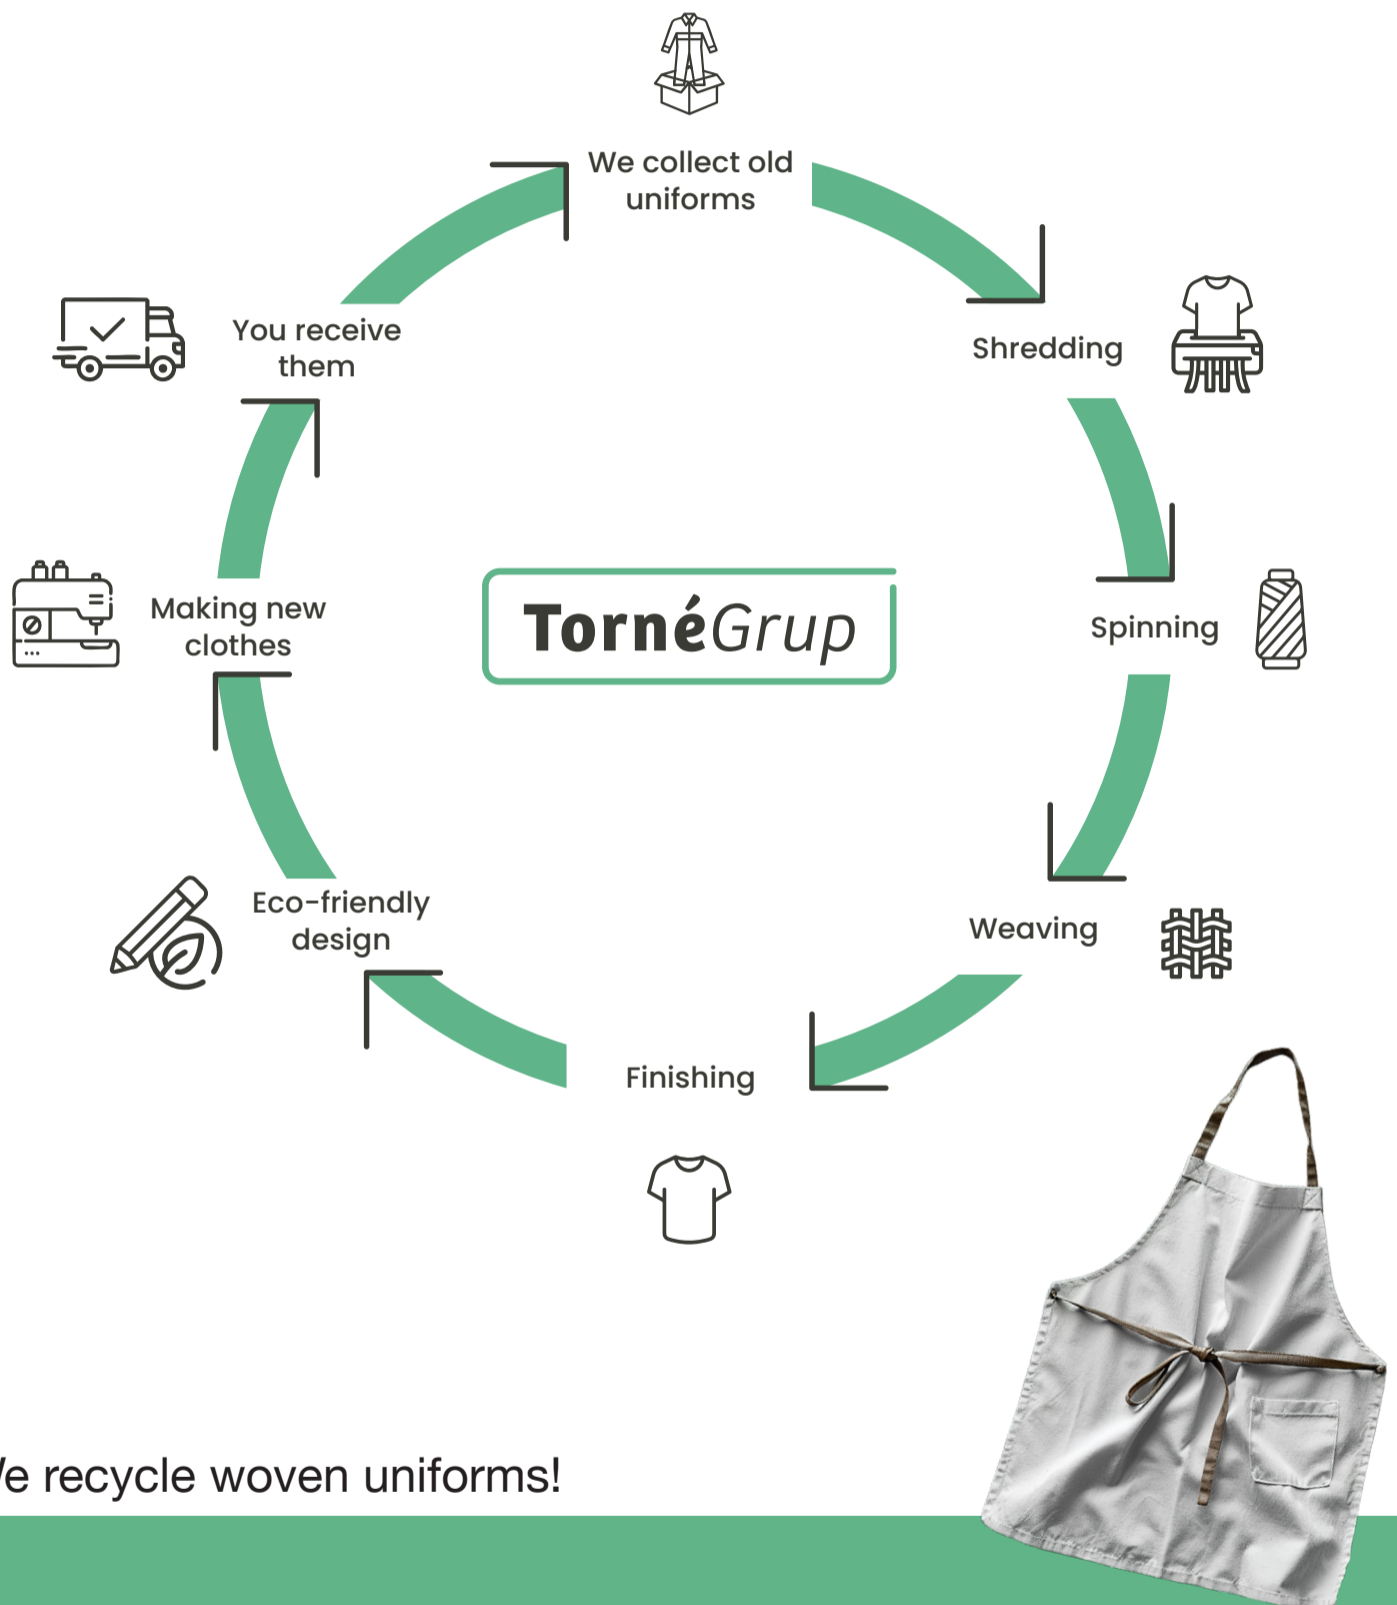 We collect old
uniforms
Shredding
Spinning
Weaving
Finishing
Eco-friendly
design
Making new
clothes
You receive
them
TornéGrup
recycle woven uniforms!